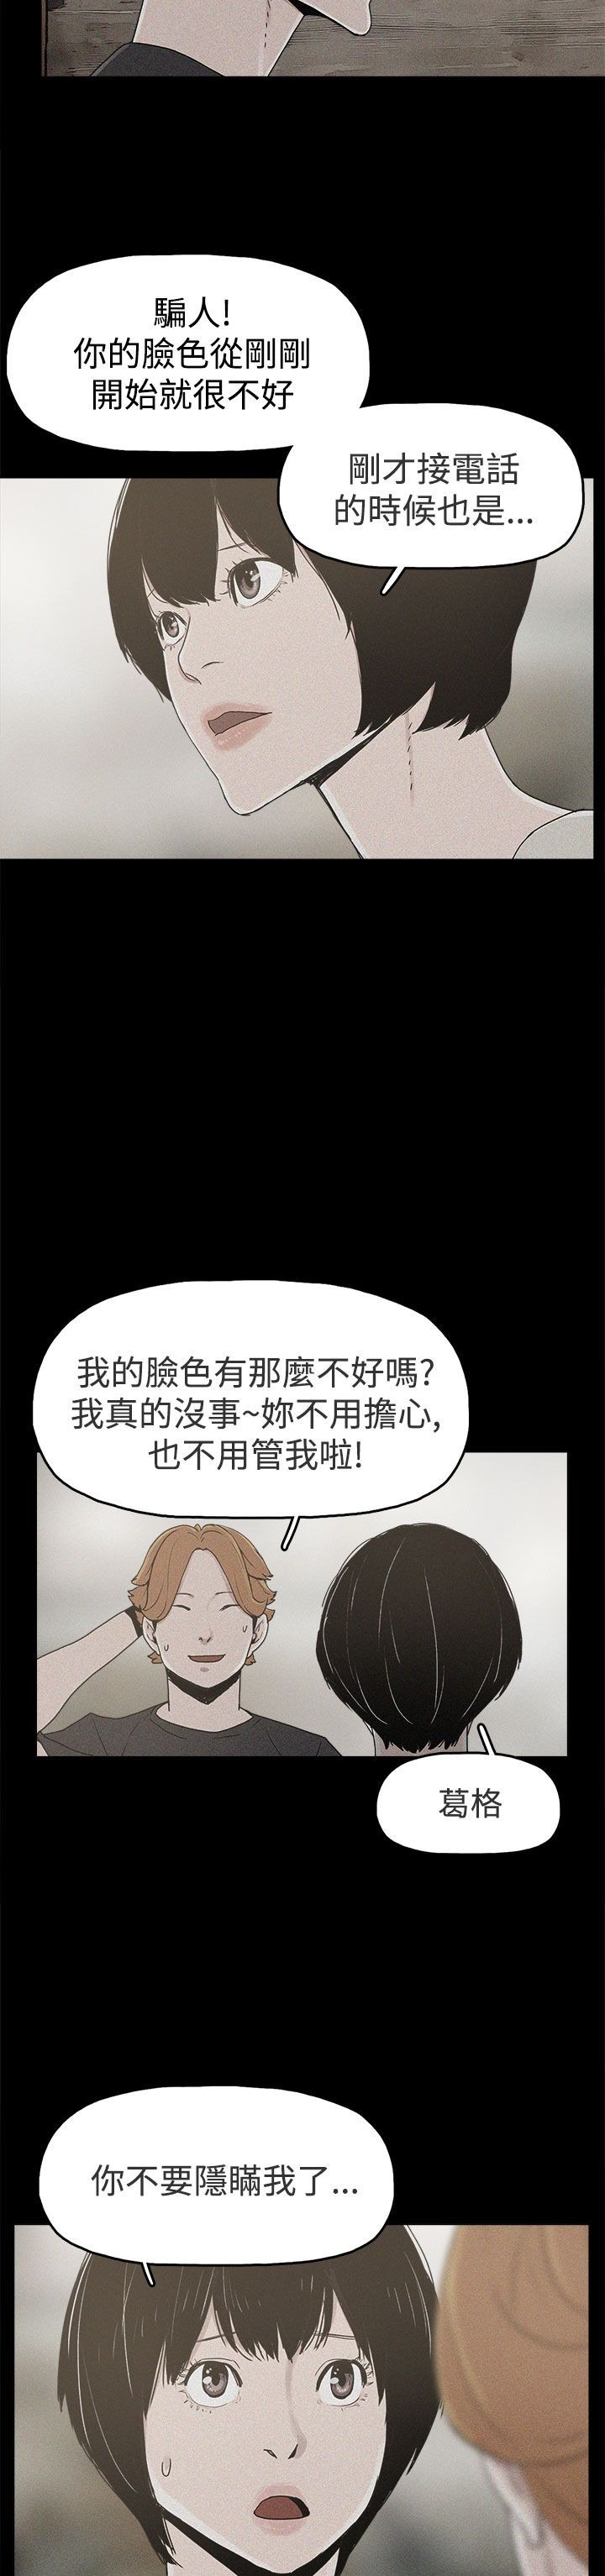 騙人!
你的臉色從剛剛
開始就很不好
剛才接電話
的時候也是...
我的臉色有那麼不好嗎?
我真的沒事~妳不用擔心,
也不用管我啦!
葛格
你不要隱瞞我了...